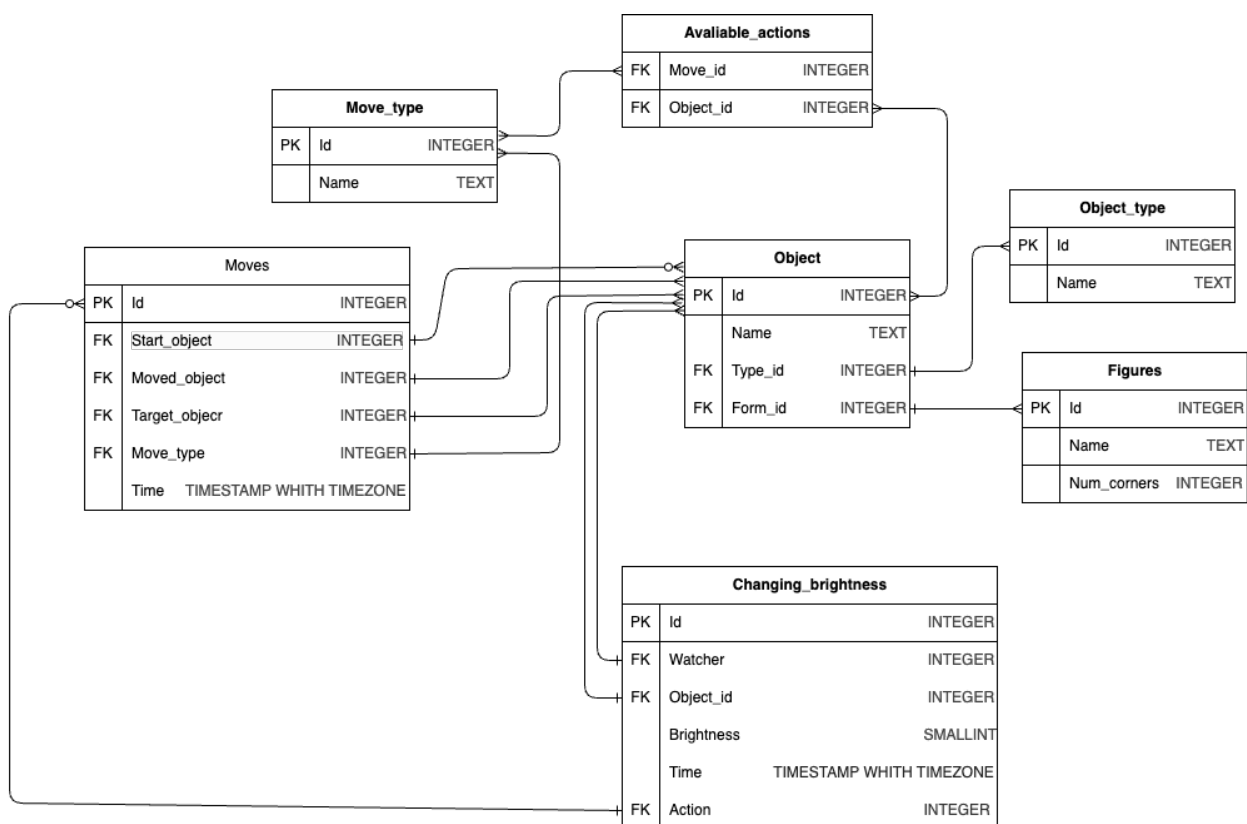 Avaliable_actions
FK Move_id INTEGER
FK Object_id INTEGER
Move_type
PK Id INTEGER
Name TEXT
Object_type
PK Id INTEGER
Name TEXT
Moves
PK Id INTEGER
FK Start_object INTEGER
FK Moved_object INTEGER
FK Target_objecr INTEGER
FK Move_type INTEGER
Time TIMESTAMP WHITH TIMEZONE
Object
PK Id INTEGER
Name TEXT
FK Type_id INTEGER
FK Form_id INTEGER
Figures
PK Id INTEGER
Name TEXT
Num_corners INTEGER
Changing_brightness
PK Id INTEGER
FK Watcher INTEGER
FK Object_id INTEGER
Brightness SMALLINT
Time TIMESTAMP WHITH TIMEZONE
FK Action INTEGER